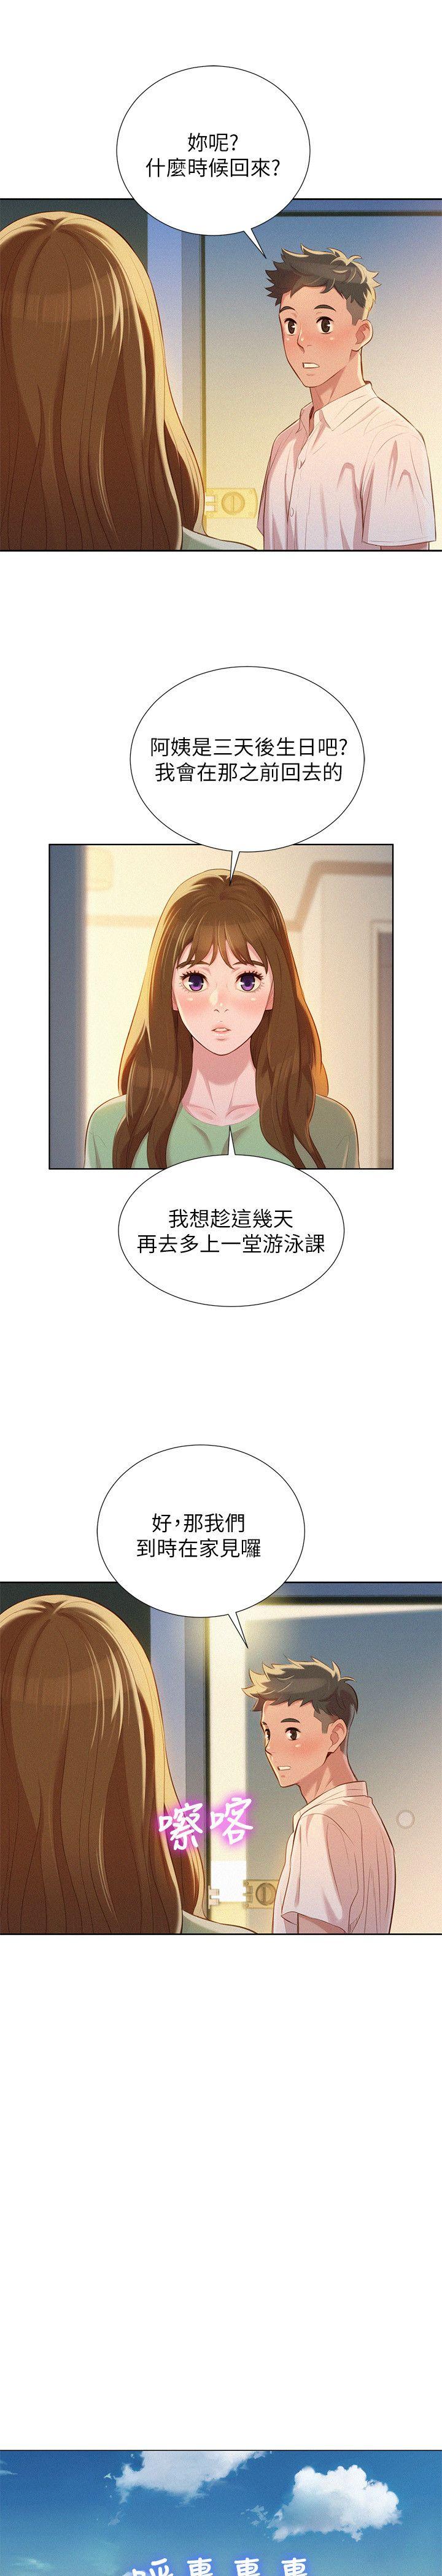 妳呢?
什麼時候回來?
阿姨是三天後生日吧?
我會在那之前回去的
我想趁這幾天
再去多上一堂游泳課
好,那我們
到時在家見囉
嚓喀